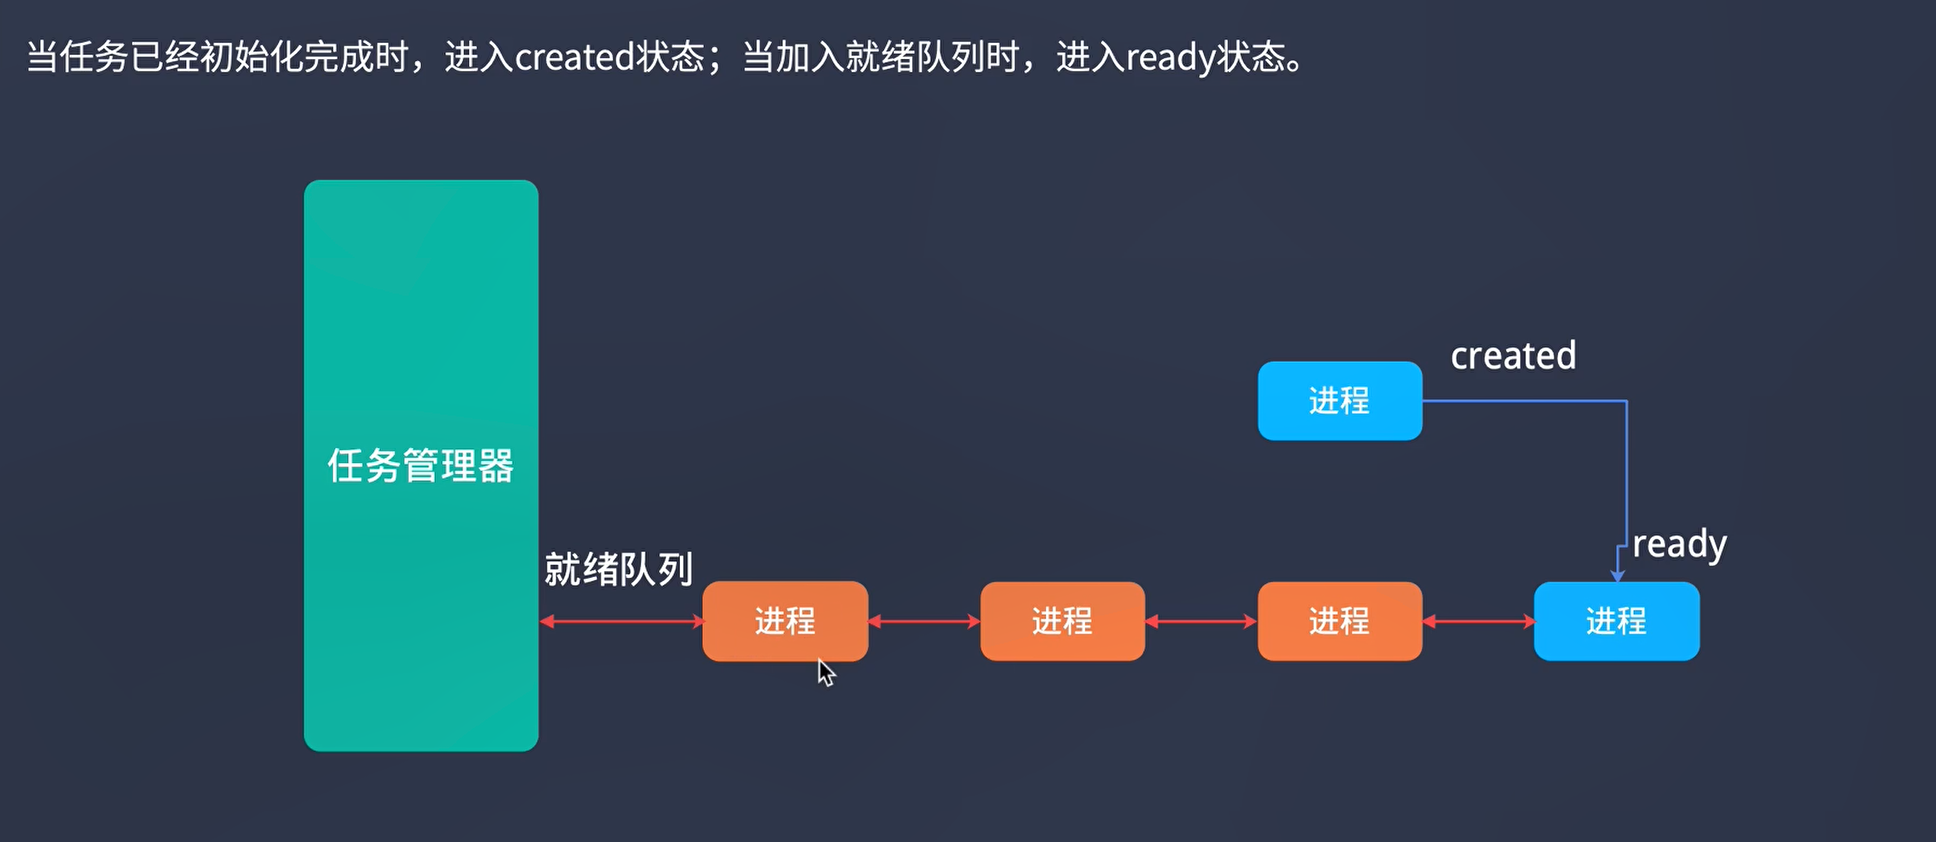 当任务已经初始化完成时，进入created状态；当加入就绪队列时，进入ready状态。
created
进程
任务管理器
ready
就绪队列
进程
进程
进程
进程